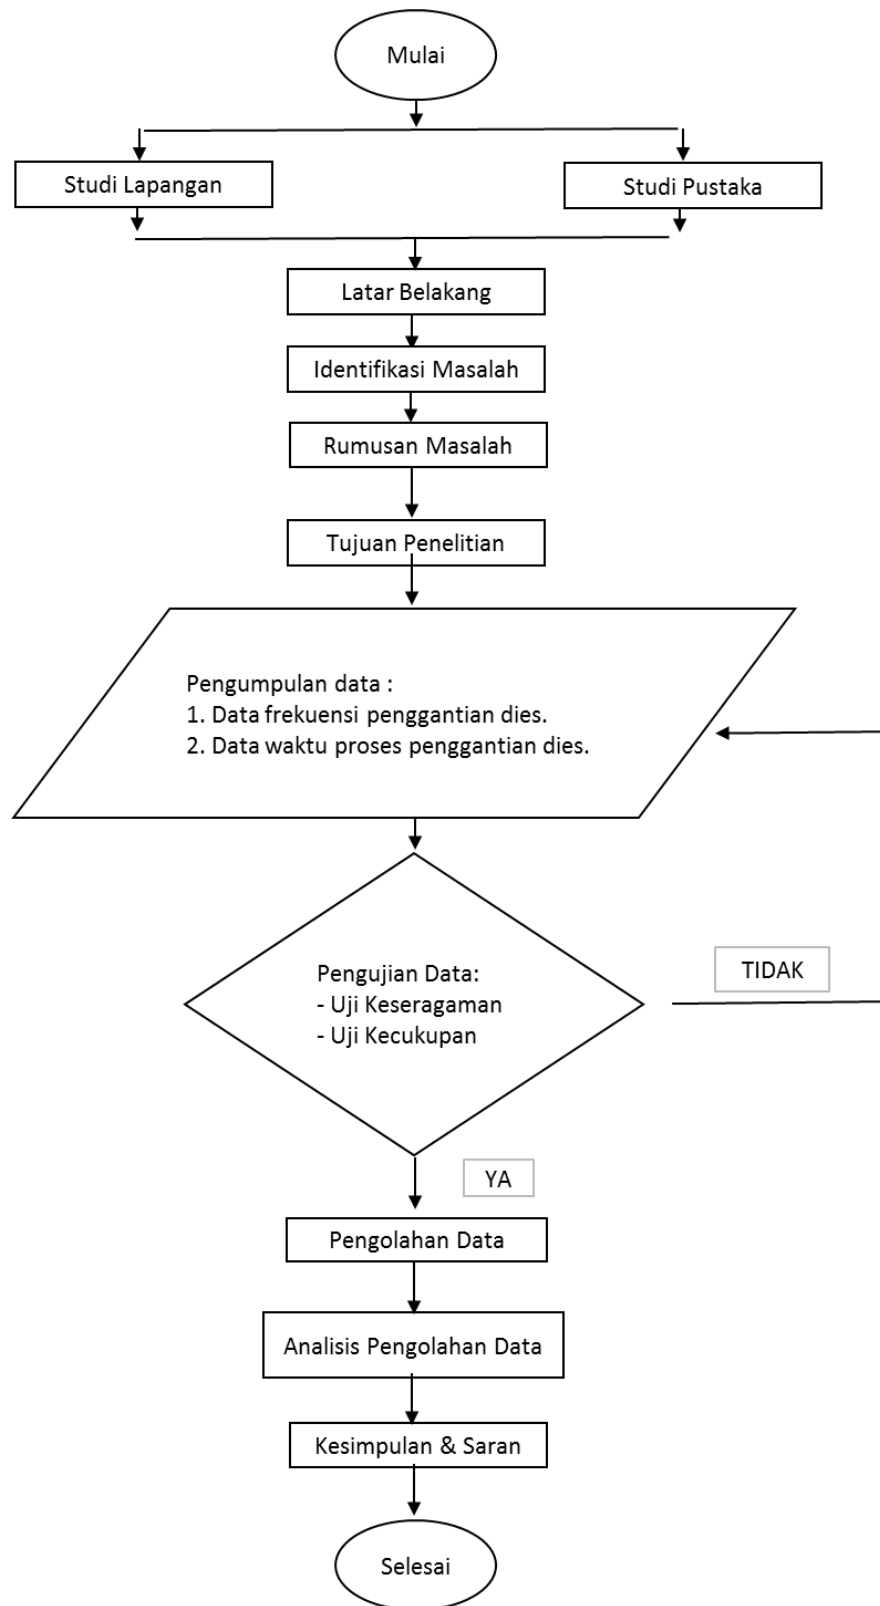 Mulai
Studi Lapangan
Studi Pustaka
Latar Belakang
Identifikasi Masalah
Rumusan Masalah
Tujuan Penelitian
Pengumpulan data :
1. Data frekuensi penggantian dies.
2. Data waktu proses penggantian dies.
Pengujian Data:
- Uji Keseragaman
- Uji Kecukupan
TIDAK
YA
Pengolahan Data
Analisis Pengolahan Data
Kesimpulan & Saran
Selesai